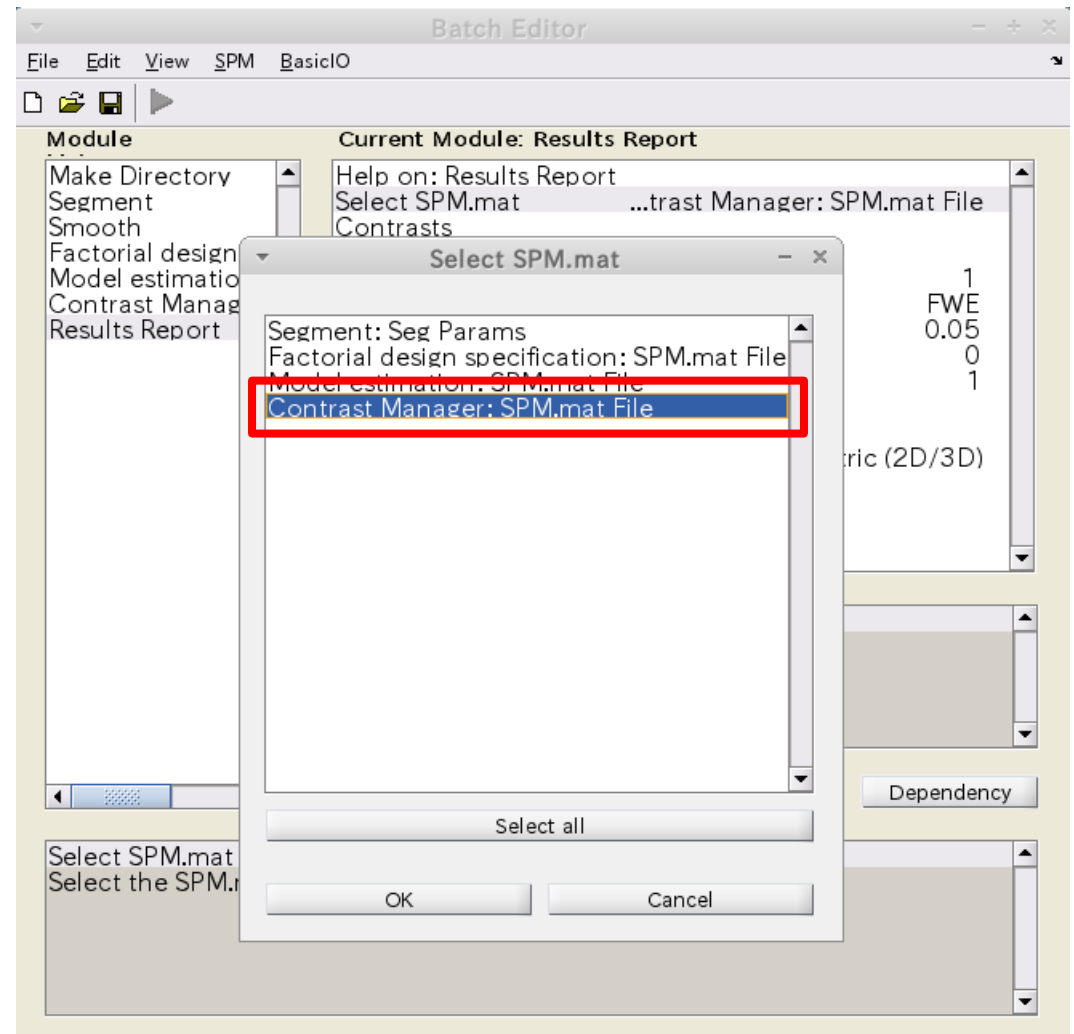 Batch Editor
File Edit View SPM BasicIO
Module Current Module: Results Report
Make Directory
Segment
Smooth
Factorial design
Model estimatio
Contrast Manag
Results Report
Help on: Results Report
Select SPM.mat ...trast Manager: SPM.mat File
Contrasts
1
FWE
0.05
0
1
tric (2D/3D)
Select SPM.mat
Segment: Seg Params
Factorial design specification: SPM.mat File
Model estimation: SPM.mat File
Contrast Manager: SPM.mat File
Select all
OK Cancel
Dependency
Select SPM.mat
Select the SPM.